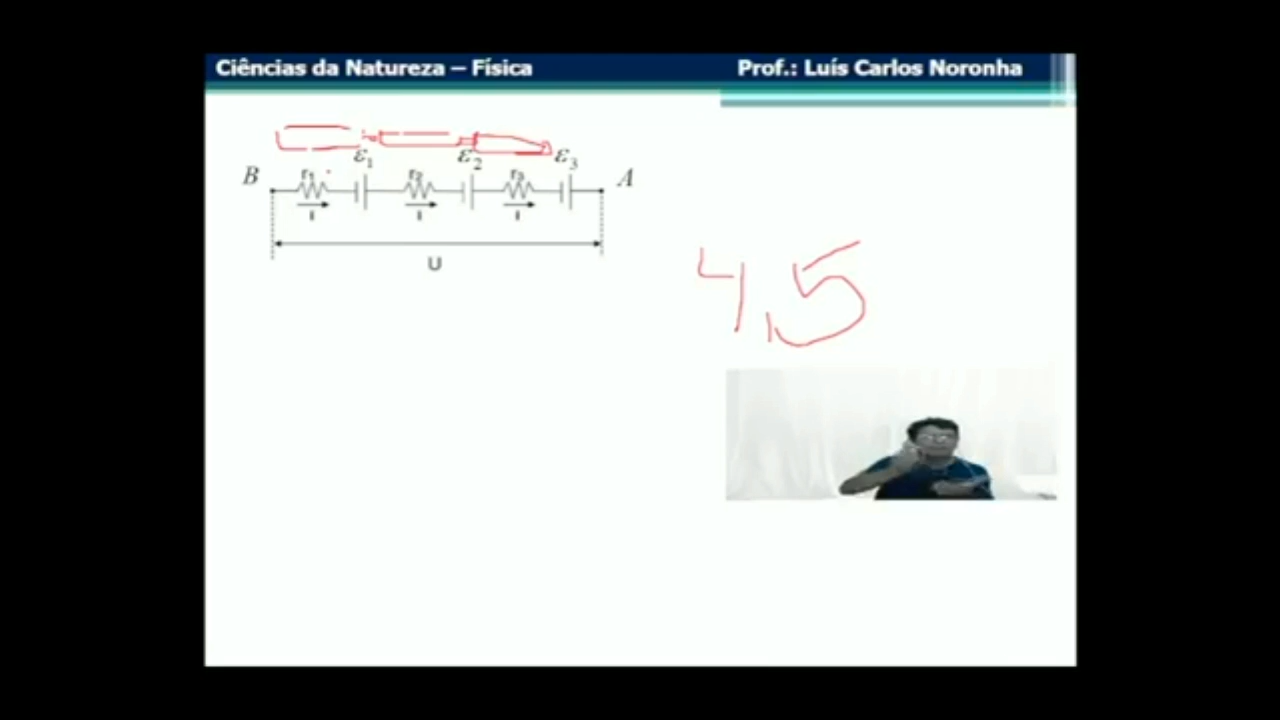 Ciências da Natureza – Física
Prof.: Luís Carlos Noronha
ε1 ε2 ε3
B r1 r2 r3 A
i i i
U
4,5